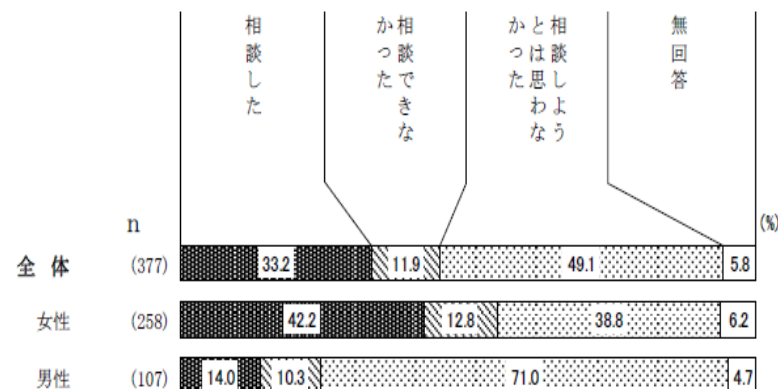 相談した
相談できな
かった
相談しよう
とは思わな
かった
無回答
n
(%)
全体 (377) 33.2 11.9 49.1 5.8
女性 (258) 42.2 12.8 38.8 6.2
男性 (107) 14.0 10.3 71.0 4.7